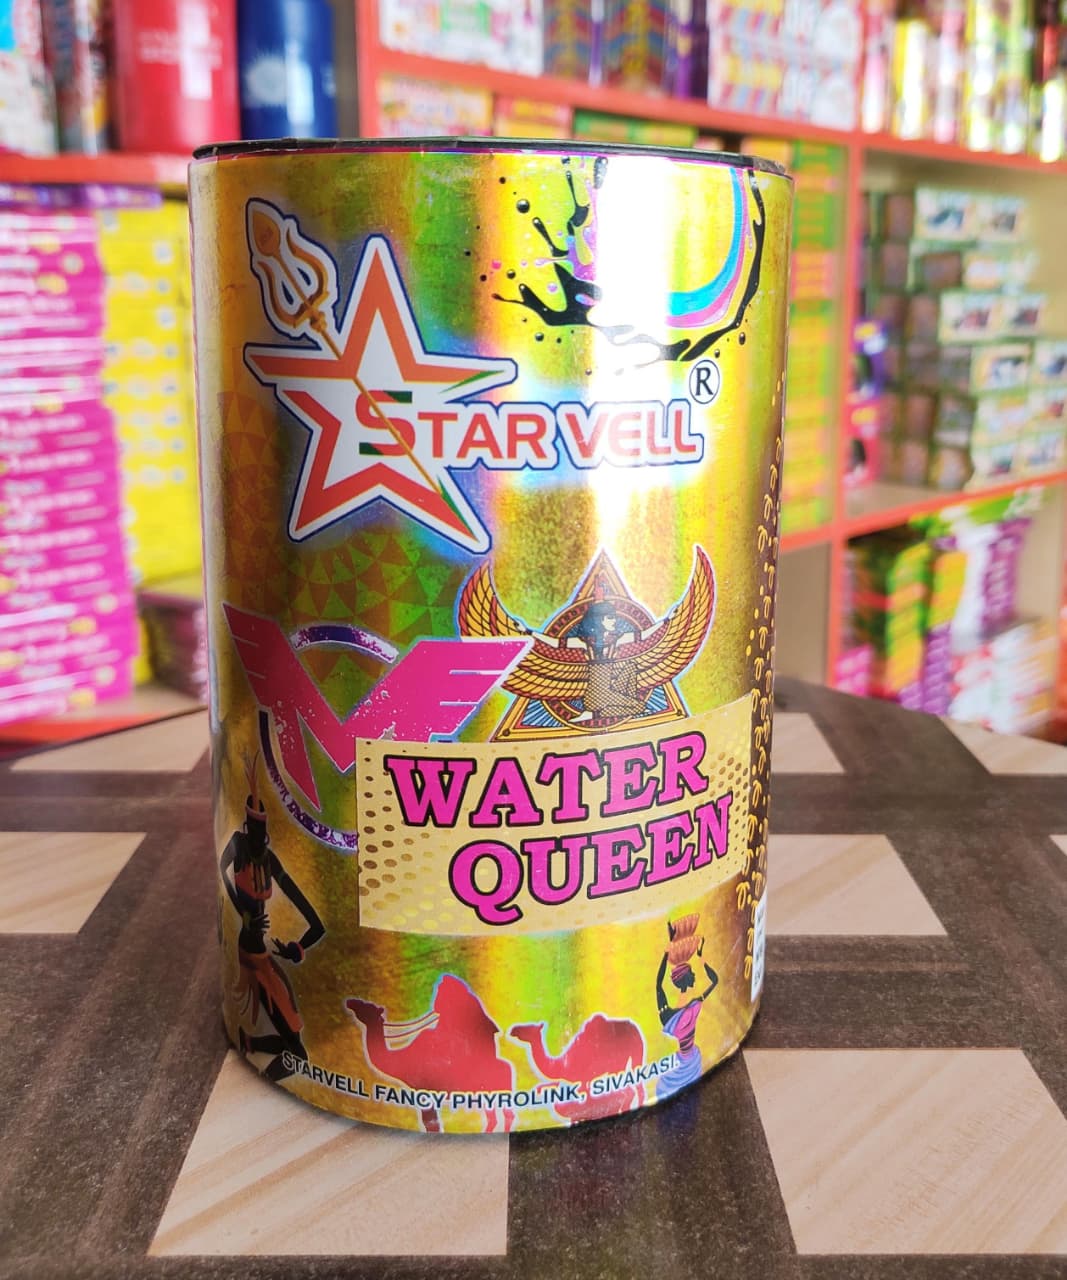 STAR VELL ®
WATER
QUEEN
STARVELL FANCY PHYROLINK, SIVAKASI.